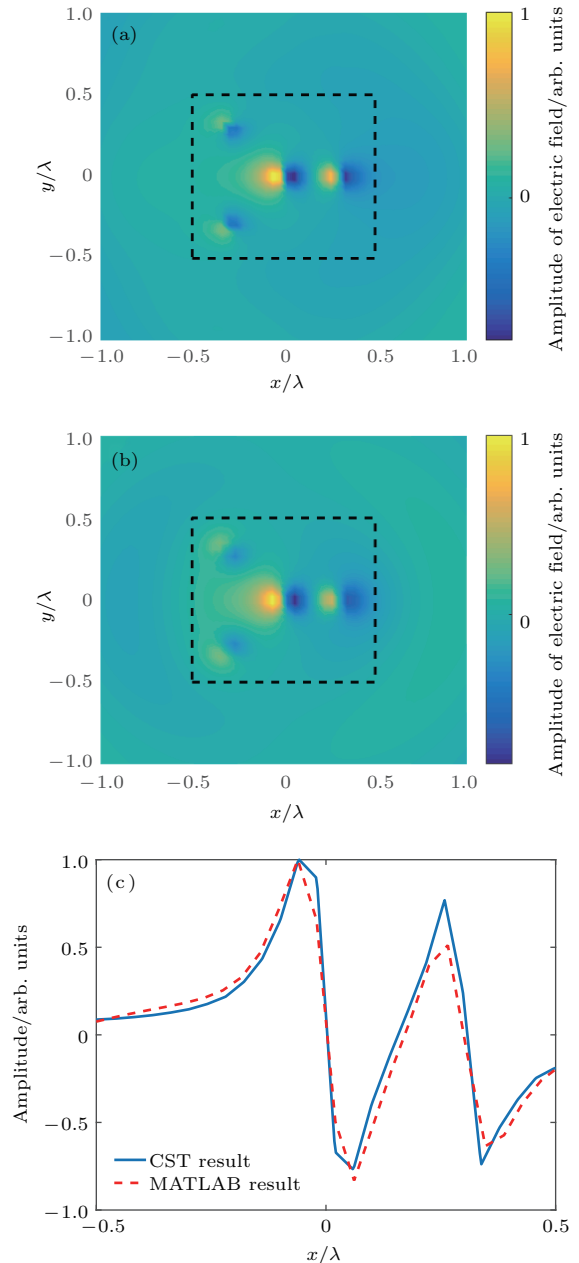 (a)
1.0
0.5
0
−0.5
−1.0
y/λ
−1.0
−0.5
0
0.5
1.0
x/λ
1
0
Amplitude of electric field/arb. units
(b)
1.0
0.5
0
−0.5
−1.0
y/λ
−1.0
−0.5
0
0.5
1.0
x/λ
1
0
Amplitude of electric field/arb. units
(c)
1.0
0.5
0
−0.5
−1.0
Amplitude/arb. units
CST result
MATLAB result
−0.5
0
0.5
x/λ